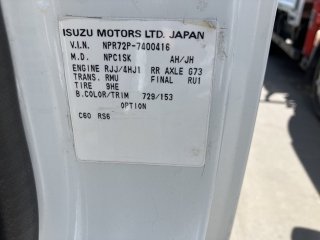 ISUZU MOTORS LTD. JAPAN
V.I.N. NPR72P-7400416
M.D. NPC1SK AH/JH
ENGINE RJJ/4HJ1 RR AXLE G73
TRANS. RMU FINAL RU1
TIRE 9HE
B.COLOR/TRIM 729/153
OPTION
C60 RS6